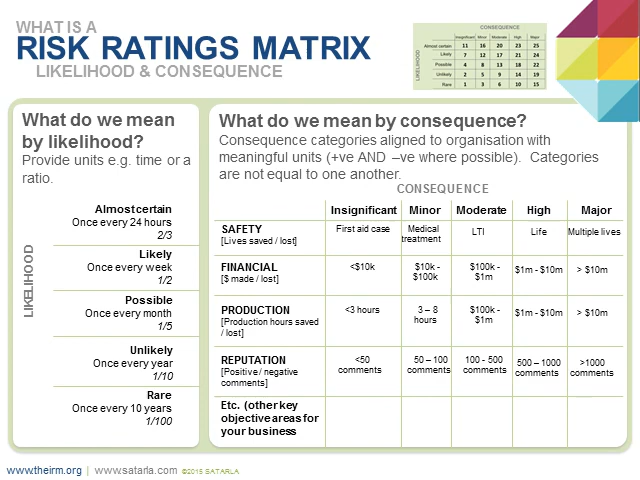 WHAT IS A
RISK RATINGS MATRIX
LIKELIHOOD & CONSEQUENCE
CONSEQUENCE
Insignificant Minor Moderate High Major
LIKELIHOOD
Almost certain 11 16 20 23 25
Likely 7 12 17 21 24
Possible 4 8 13 18 22
Unlikely 2 5 9 14 19
Rare 1 3 6 10 15
What do we mean
by likelihood?
Provide units e.g. time or a
ratio.
LIKELIHOOD
Almost certain
Once every 24 hours
2/3
Likely
Once every week
1/2
Possible
Once every month
1/5
Unlikely
Once every year
1/10
Rare
Once every 10 years
1/100
What do we mean by consequence?
Consequence categories aligned to organisation with
meaningful units (+ve AND –ve where possible). Categories
are not equal to one another.
CONSEQUENCE
Insignificant Minor Moderate High Major
SAFETY
[Lives saved / lost]
First aid case
Medical
treatment
LTI
Life
Multiple lives
FINANCIAL
[$ made / lost]
<$10k
$10k -
$100k
$100k -
$1m
$1m - $10m
> $10m
PRODUCTION
[Production hours saved
/ lost]
<3 hours
3 – 8
hours
$100k -
$1m
$1m - $10m
> $10m
REPUTATION
[Positive / negative
comments]
<50
comments
50 – 100
comments
100 - 500
comments
500 – 1000
comments
>1000
comments
Etc. (other key
objective areas for
your business
www.theirm.org | www.satarla.com ©2015 SATARLA